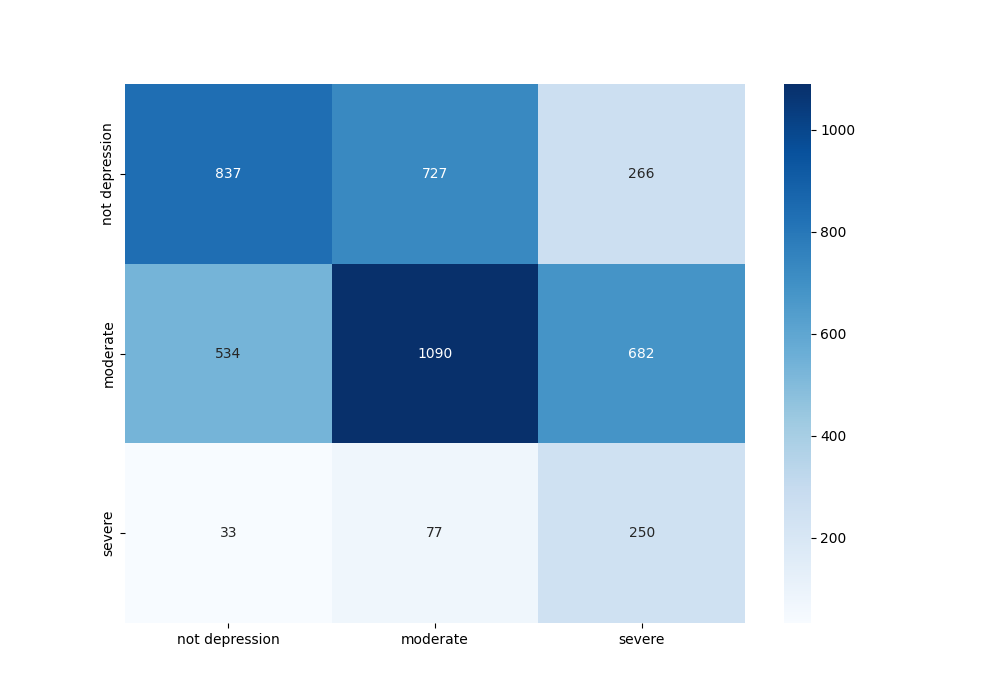 not depression
837
727
266
moderate
534
1090
682
severe
33
77
250
not depression
moderate
severe
1000
800
600
400
200